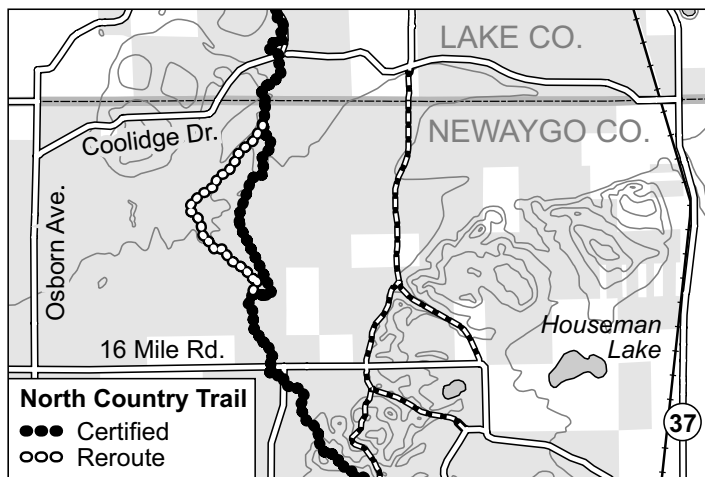 LAKE CO.
NEWAYGO CO.
Coolidge Dr.
Osborn Ave.
Houseman
Lake
16 Mile Rd.
37
North Country Trail
Certified
Reroute